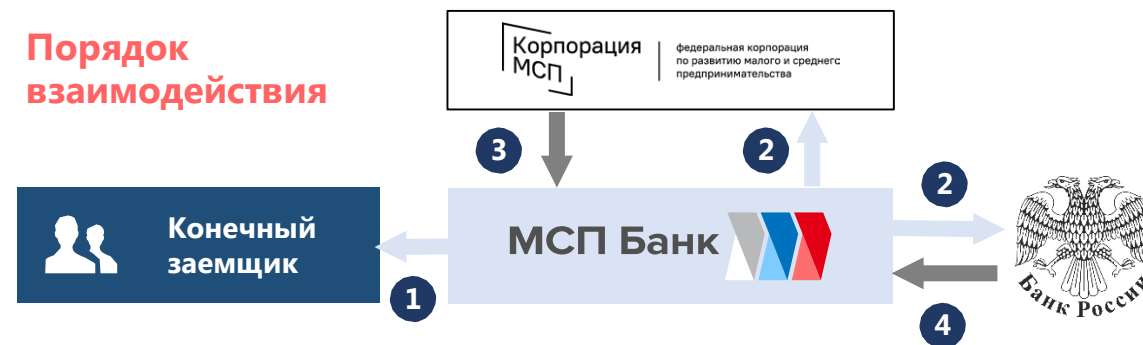 Порядок
взаимодействия
Корпорация
МСП
федеральная корпорация
по развитию малого и среднегс
предпринимательства
3
2
2
Конечный
заемщик
МСП Банк
1
4
Банк России